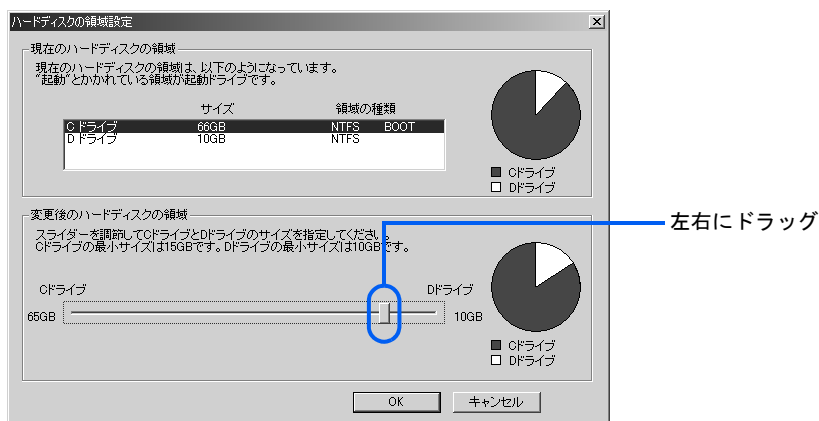 ハードディスクの領域設定
現在のハードディスクの領域
現在のハードディスクの領域は、以下のようになっています。
"起動"とかかれている領域が起動ドライブです。
サイズ 領域の種類
C ドライブ 66GB NTFS BOOT
D ドライブ 10GB NTFS
Cドライブ
Dドライブ
変更後のハードディスクの領域
スライダーを調節してCドライブとDドライブのサイズを指定してください。
Cドライブの最小サイズは15GBです。Dドライブの最小サイズは10GBです。
左右にドラッグ
Cドライブ Dドライブ
65GB 10GB
Cドライブ
Dドライブ
OK キャンセル